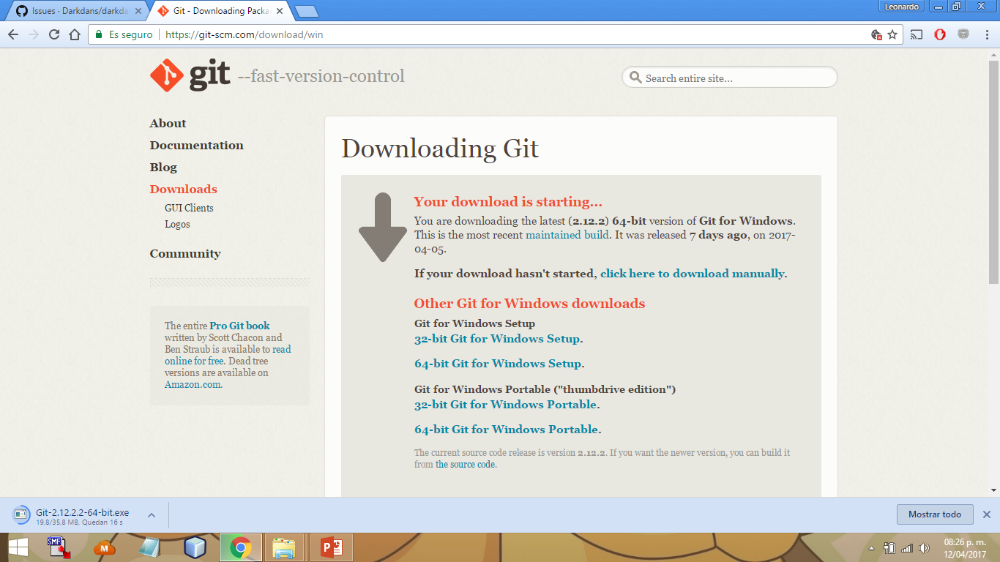 Issues · Darkdans/darkda
Git - Downloading Packa
Leonardo
Es seguro
https://git-scm.com/download/win
git --fast-version-control
Search entire site...
About
Documentation
Blog
Downloads
GUI Clients
Logos
Community
The entire Pro Git book
written by Scott Chacon and
Ben Straub is available to read
online for free. Dead tree
versions are available on
Amazon.com.
Downloading Git
Your download is starting...
You are downloading the latest (2.12.2) 64-bit version of Git for Windows.
This is the most recent maintained build. It was released 7 days ago, on 2017-
04-05.
If your download hasn't started, click here to download manually.
Other Git for Windows downloads
Git for Windows Setup
32-bit Git for Windows Setup.
64-bit Git for Windows Setup.
Git for Windows Portable ("thumbdrive edition")
32-bit Git for Windows Portable.
64-bit Git for Windows Portable.
The current source code release is version 2.12.2. If you want the newer version, you can build it
from the source code.
Git-2.12.2.2-64-bit.exe
19,8/35,8 MB, Quedan 16 s
Mostrar todo
SMF
M
P
08:26 p. m.
12/04/2017